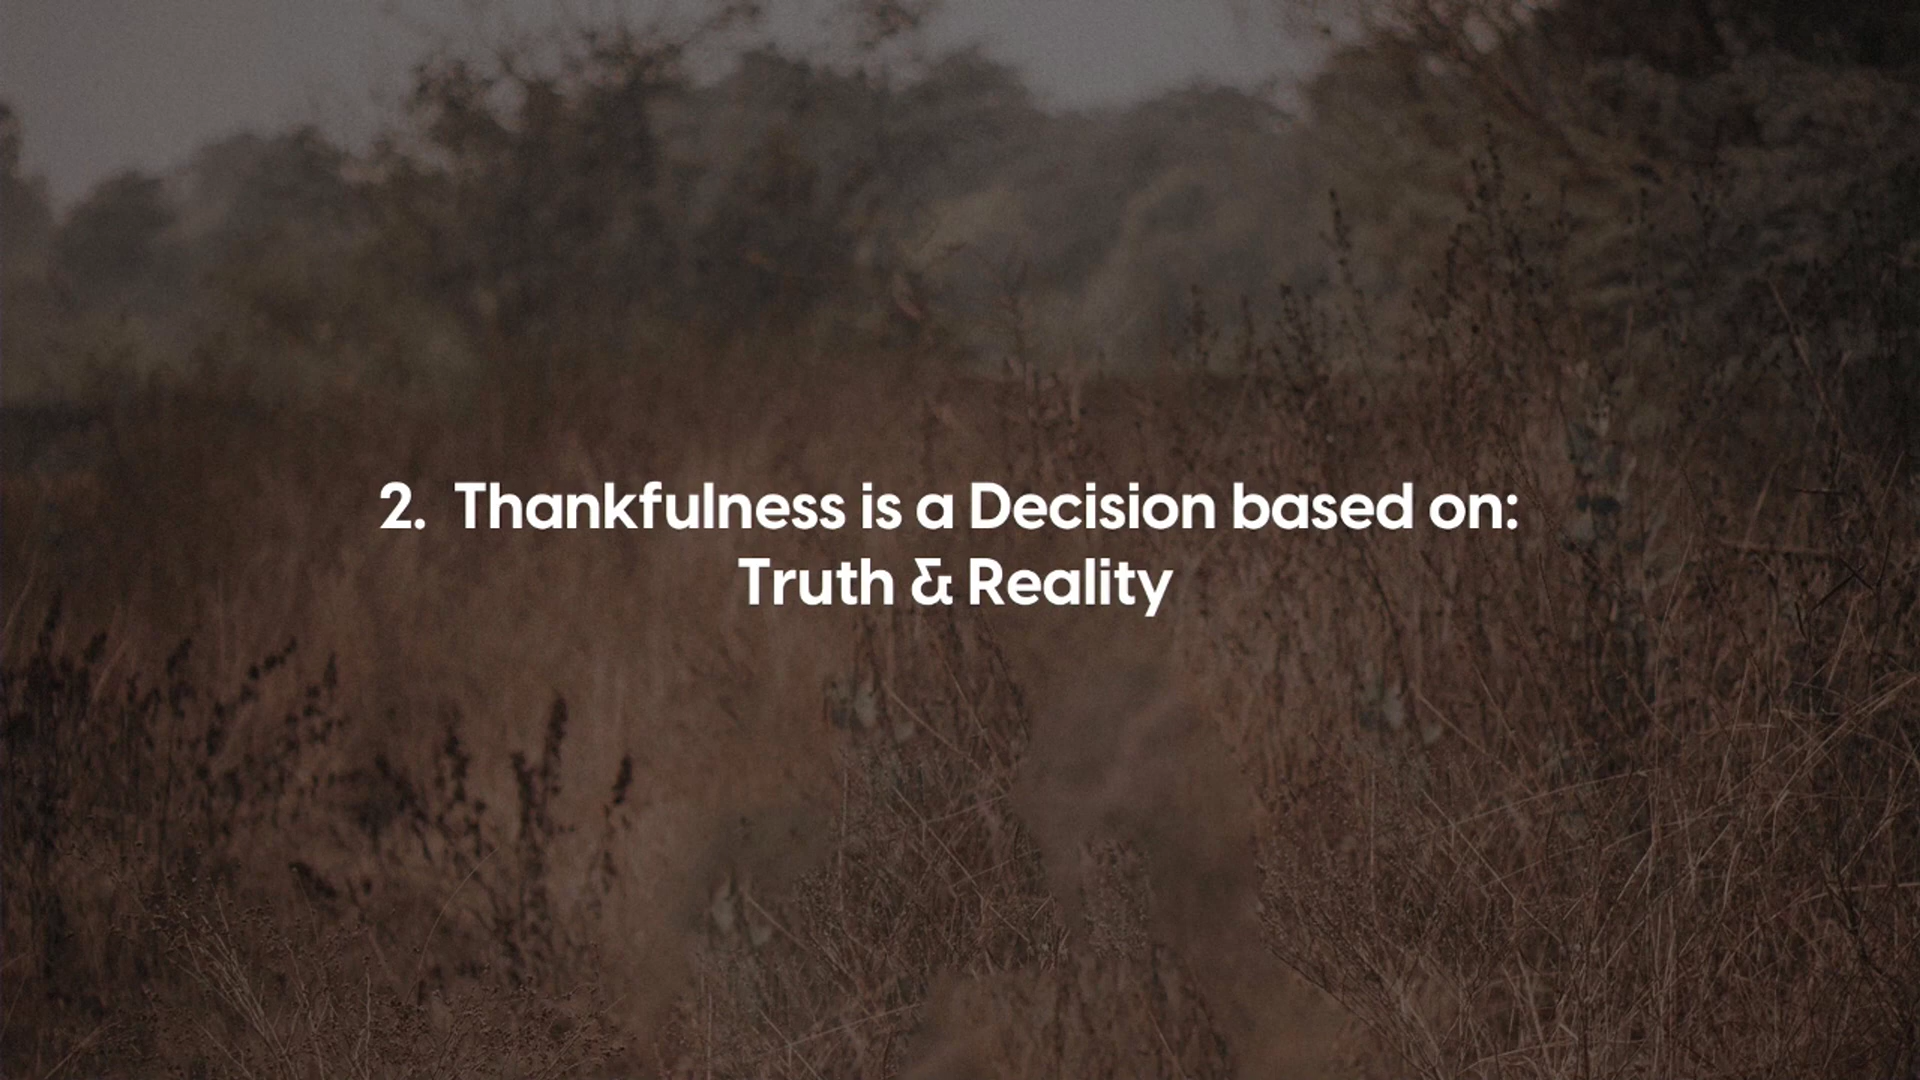 2. Thankfulness is a Decision based on:
Truth & Reality